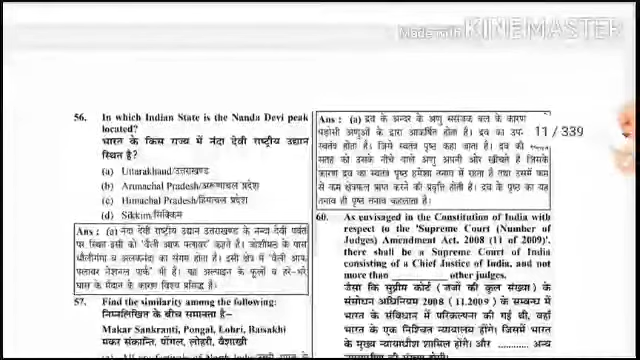 Made with KINEMASTER
56. In which Indian State is the Nanda Devi peak
located?
भारत के किस राज्य में नंदा देवी राष्ट्रीय उद्यान
स्थित है?
(a) Uttarakhand/उत्तराखण्ड
(b) Arunachal Pradesh/अरूणाचल प्रदेश
(c) Himachal Pradesh/हिमाचल प्रदेश
(d) Sikkim/सिक्किम
Ans : (a) नंदा देवी राष्ट्रीय उद्यान उत्तराखण्ड के नन्दा देवी पर्वत
पर स्थित इसी को 'वैली आफ फ्लावर' कहते हैं। जोशीमठ के पास
धौलीगंगा व अलकनंदा का संगम होता है। इसी क्षेत्र में 'वैली आफ
फ्लावर नेशनल पार्क' भी है। यह अल्पाइन के फूलों व हरे-भरे
घास के मैदान के कारण विश्व प्रसिद्ध है।
57. Find the similarity among the following:
निम्नलिखित के बीच समानता है–
Makar Sankranti, Pongal, Lohri, Baisakhi
मकर संकान्ति, पोंगल, लोहरी, वैशाखी
Ans : (a) द्रव के अन्दर के अणु ससंजक बल के कारण
पड़ोसी अणुओं के द्वारा आकर्षित होता है। द्रव का उप-
स्वतंत्र होता है। जिसे स्वतंत्र पृष्ठ कहा जाता है। द्रव की
सतह को उसके नीचे वाले अणु अपनी ओर खींचते हैं जिसके
कारण द्रव का स्वतंत्र पृष्ठ हमेशा तनाव में रहता है तथा उसमें कम
से कम क्षेत्रफल प्राप्त करने की प्रवृत्ति होती है। द्रव के पृष्ठ का यह
तनाव ही पृष्ठ तनाव कहलाता है।
11 / 339
60. As envisaged in the Constitution of India with
respect to the 'Supreme Court (Number of
Judges) Amendment Act, 2008 (11 of 2009)'.
there shall be a Supreme Court of India
consisting of a Chief Justice of India, and not
more than ________ other judges.
जैसा कि सुप्रीम कोर्ट (जजों की कुल संख्या) के
संसोधन अधिनियम 2008 (11.2009) के सम्बन्ध में
भारत के संविधान में परिकल्पना की गई थी, वहाँ
भारत के एक निश्चित न्यायालय होंगे। जिसमें भारत
के मुख्य न्यायाधीश शामिल होंगे। और ............ अन्य